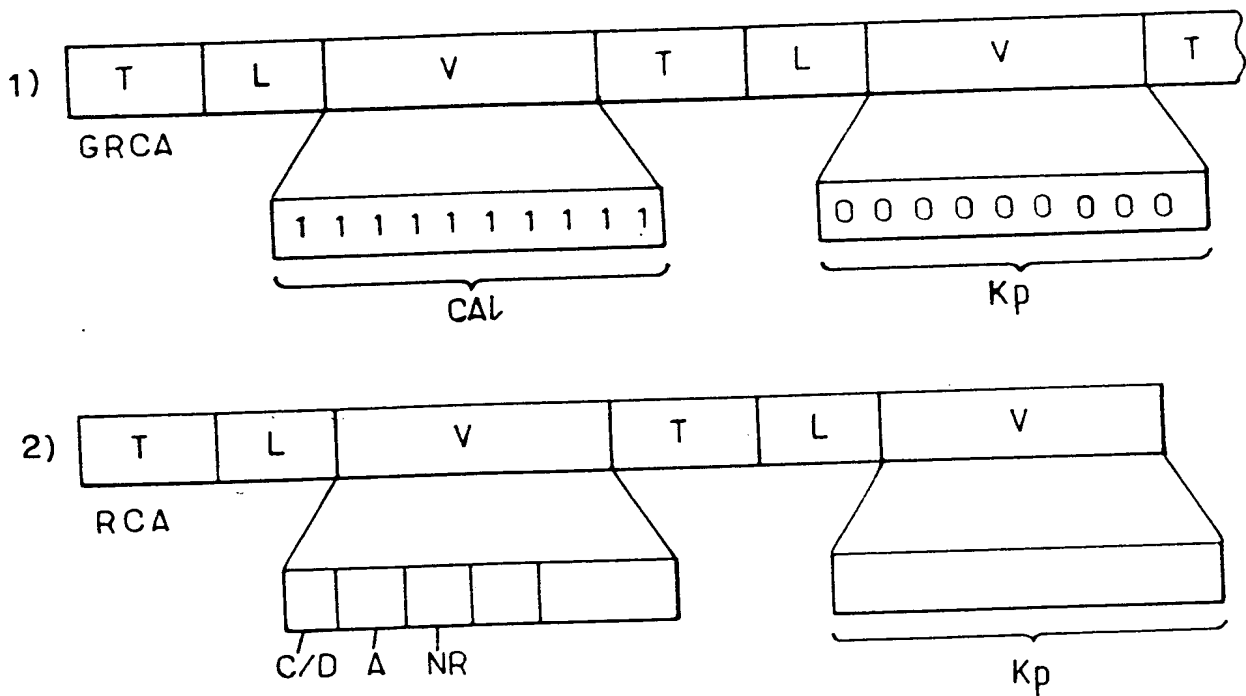 1) T L V T L V T
GRCA
1 1 1 1 1 1 1 1 1 1 0 0 0 0 0 0 0 0 0
CAL Kp
2) T L V T L V
RCA
C/D A NR
Kp